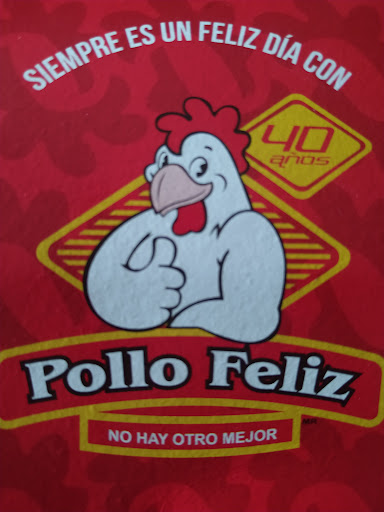 SIEMPRE ES UN FELIZ DÍA CON
40
años
Pollo Feliz
NO HAY OTRO MEJOR